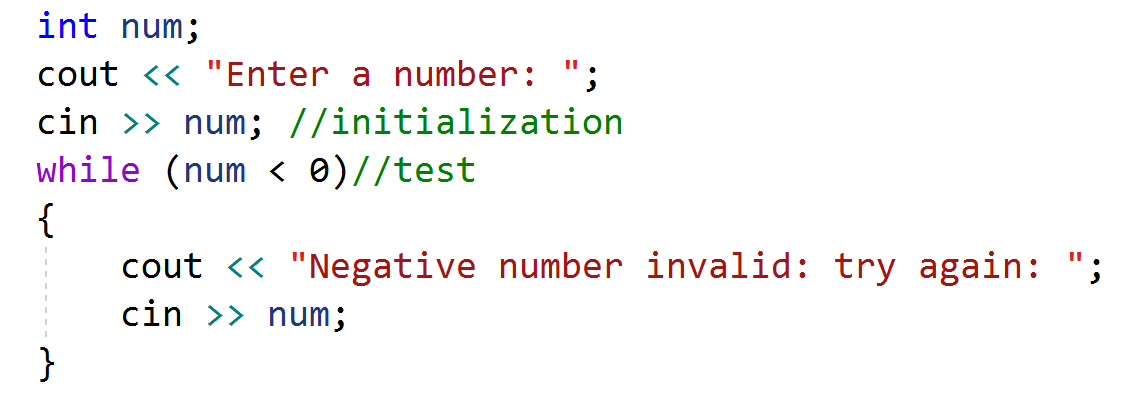 int num;
cout << "Enter a number: ";
cin >> num; //initialization
while (num < 0)//test
{
    cout << "Negative number invalid: try again: ";
    cin >> num;
}